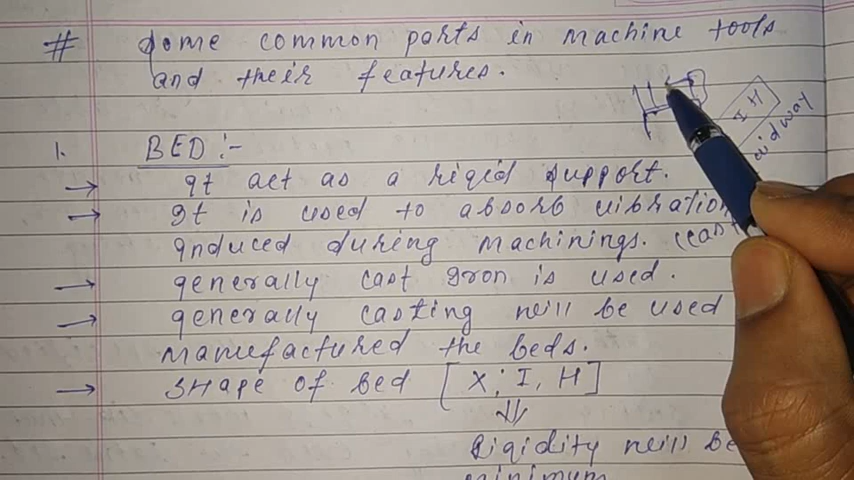 # Some common parts in machine tools
and their features.
I H
1. BED :-
→ It act as a rigid support.
→ It is used to absorb vibration
Induced during machinings. (cast
→ generally cast Iron is used.
→ generally casting will be used
manufactured the beds.
→ Shape of bed [X, I, H]
⇓
Rigidity will be
minimum